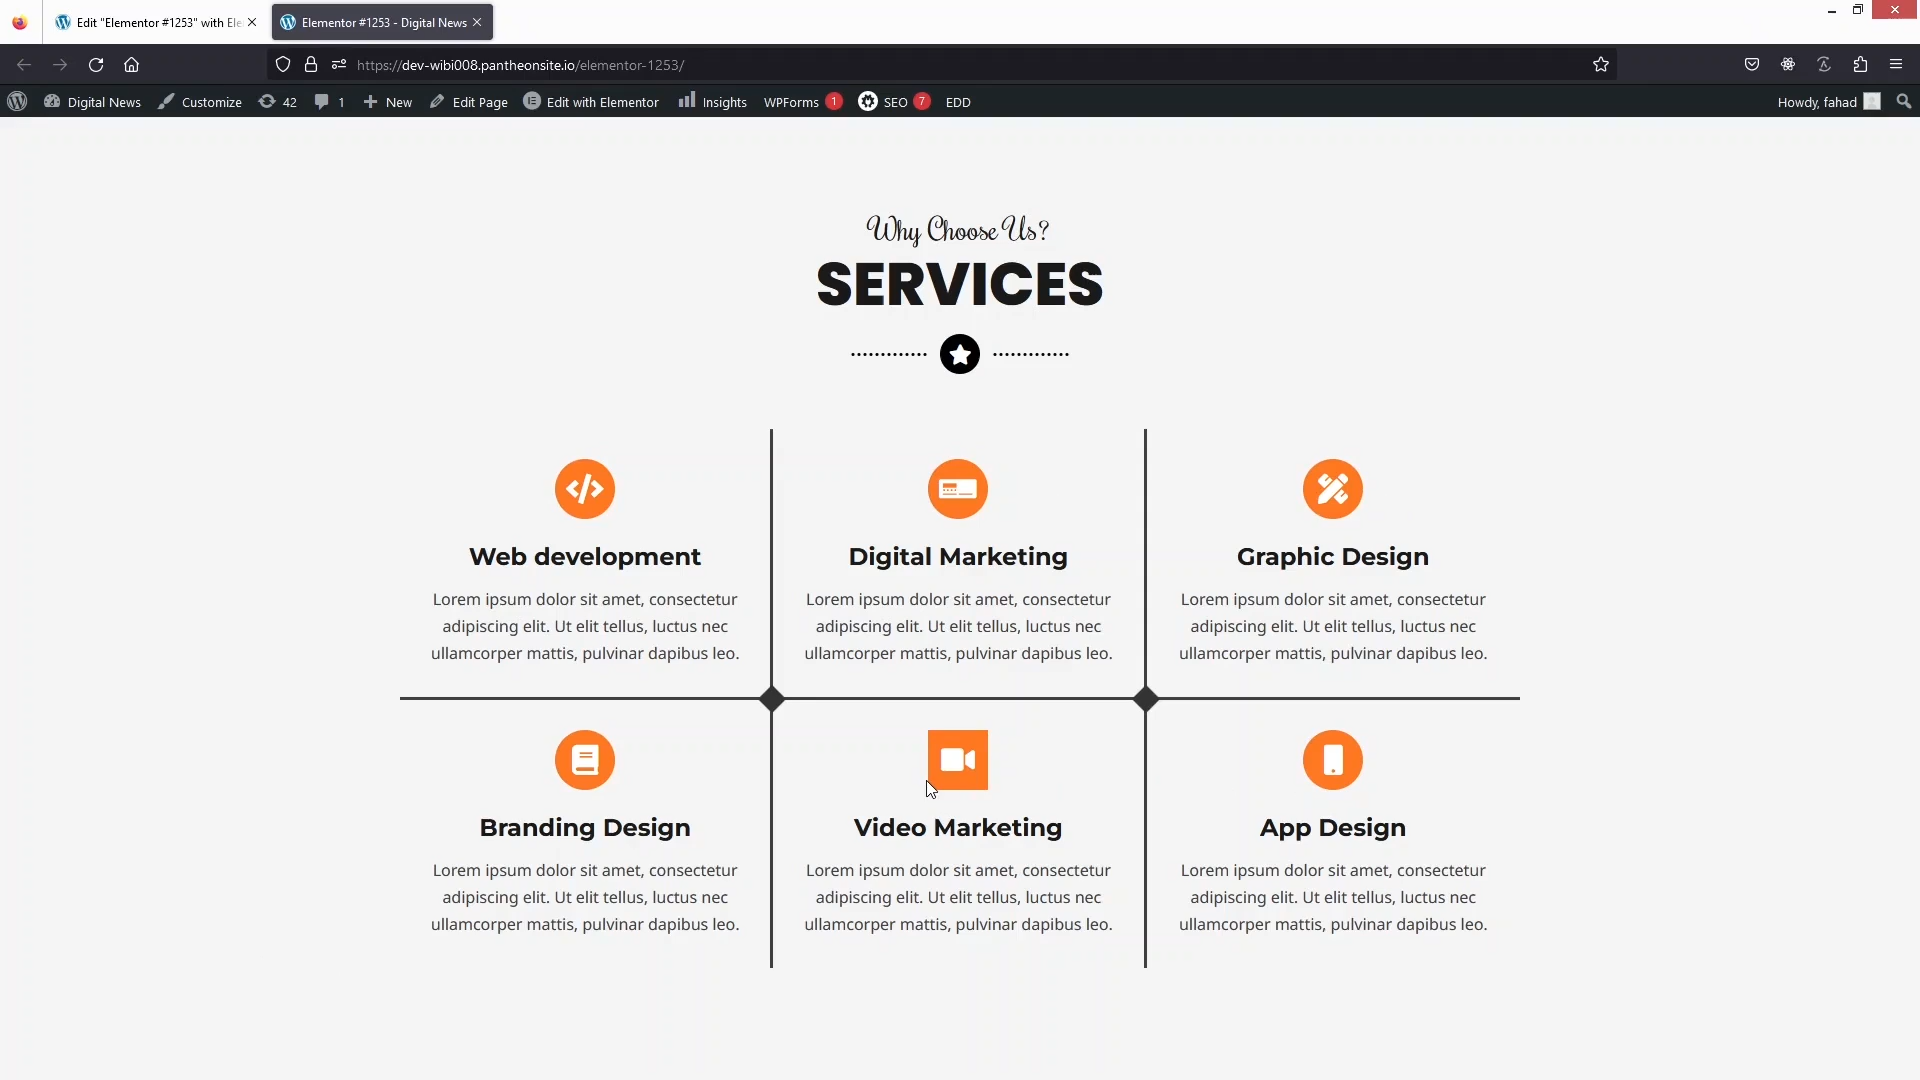 Edit "Elementor #1253" with Ele
Elementor #1253 - Digital News
https://dev-wibi008.pantheonsite.io/elementor-1253/
Digital News
Customize
42
1
New
Edit Page
Edit with Elementor
Insights
WPForms 1
SEO 7
EDD
Howdy, fahad
Why Choose Us?
SERVICES
Web development
Lorem ipsum dolor sit amet, consectetur
adipiscing elit. Ut elit tellus, luctus nec
ullamcorper mattis, pulvinar dapibus leo.
Digital Marketing
Lorem ipsum dolor sit amet, consectetur
adipiscing elit. Ut elit tellus, luctus nec
ullamcorper mattis, pulvinar dapibus leo.
Graphic Design
Lorem ipsum dolor sit amet, consectetur
adipiscing elit. Ut elit tellus, luctus nec
ullamcorper mattis, pulvinar dapibus leo.
Branding Design
Lorem ipsum dolor sit amet, consectetur
adipiscing elit. Ut elit tellus, luctus nec
ullamcorper mattis, pulvinar dapibus leo.
Video Marketing
Lorem ipsum dolor sit amet, consectetur
adipiscing elit. Ut elit tellus, luctus nec
ullamcorper mattis, pulvinar dapibus leo.
App Design
Lorem ipsum dolor sit amet, consectetur
adipiscing elit. Ut elit tellus, luctus nec
ullamcorper mattis, pulvinar dapibus leo.